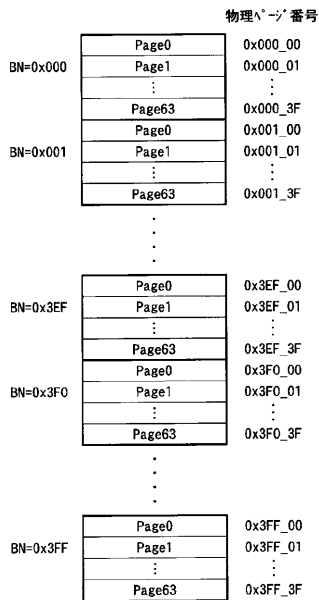 物理ﾍﾟｰｼﾞ番号
Page0 0x000_00
BN=0x000 Page1 0x000_01
⋮ ⋮
Page63 0x000_3F
Page0 0x001_00
BN=0x001 Page1 0x001_01
⋮ ⋮
Page63 0x001_3F
Page0 0x3EF_00
BN=0x3EF Page1 0x3EF_01
⋮ ⋮
Page63 0x3EF_3F
Page0 0x3F0_00
BN=0x3F0 Page1 0x3F0_01
⋮ ⋮
Page63 0x3F0_3F
Page0 0x3FF_00
BN=0x3FF Page1 0x3FF_01
⋮ ⋮
Page63 0x3FF_3F